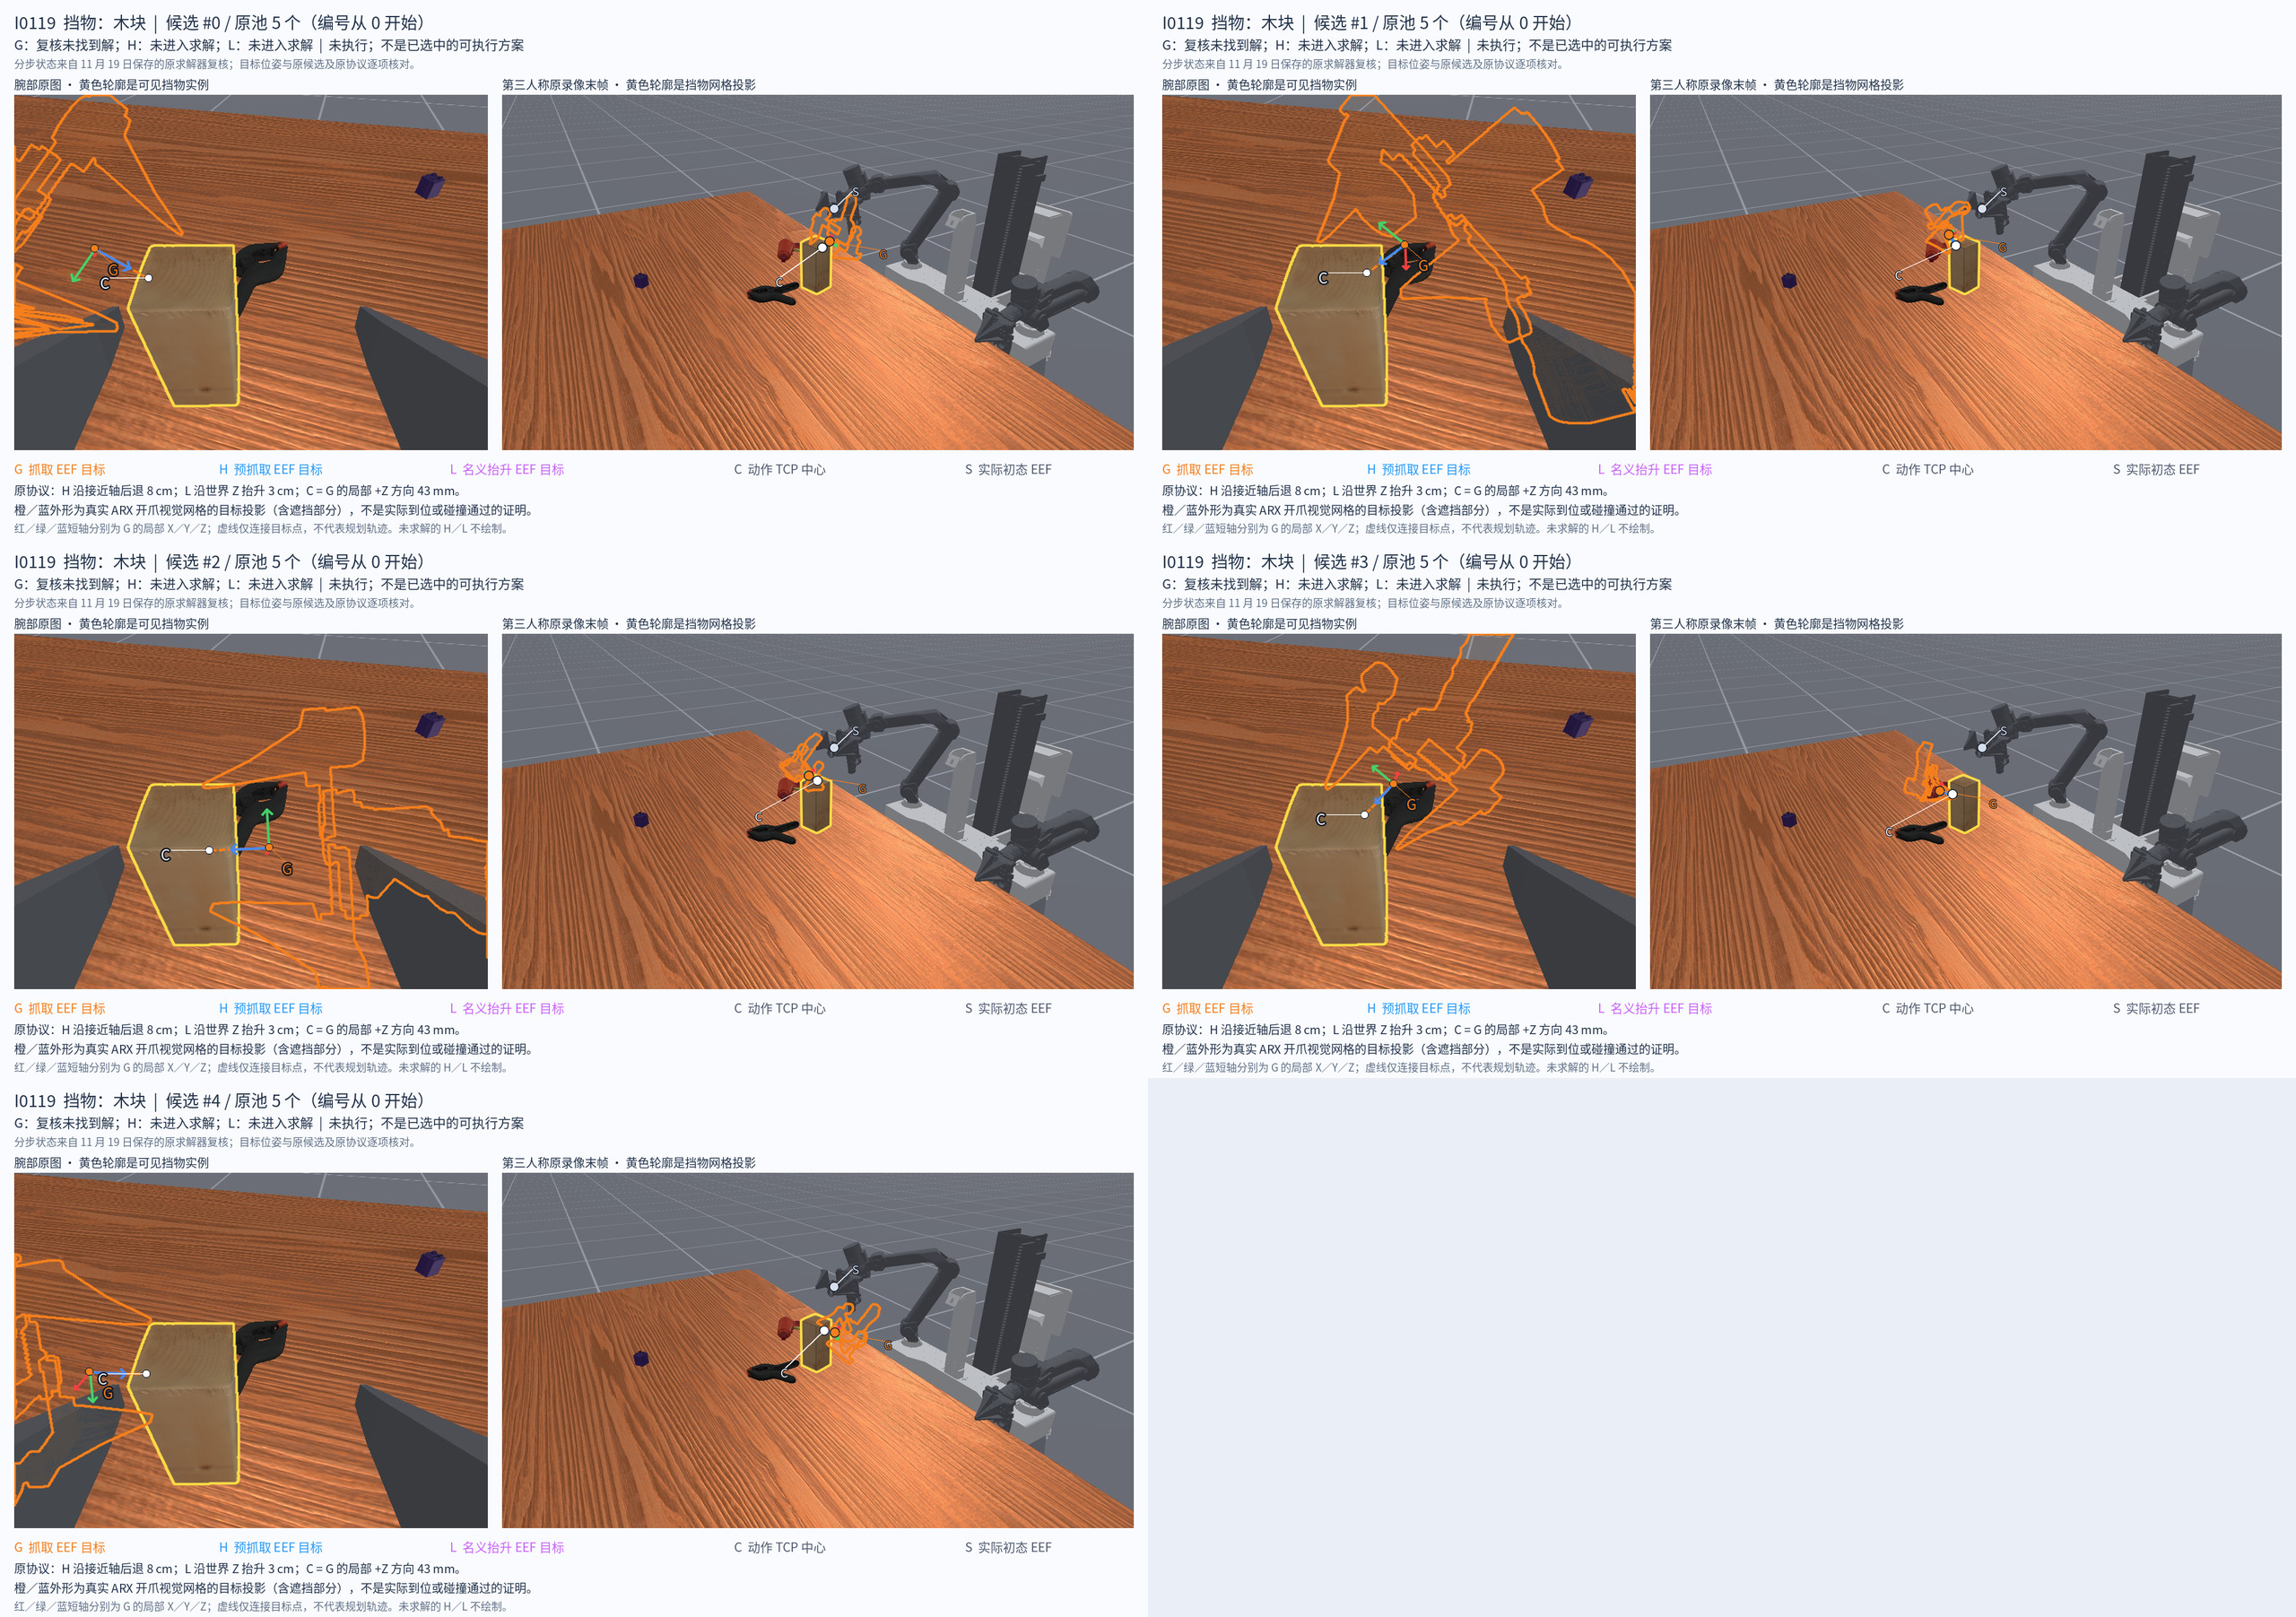 I0119 挡物：木块 | 候选 #0 / 原池 5 个（编号从 0 开始）
G：复核未找到解；H：未进入求解；L：未进入求解 | 未执行；不是已选中的可执行方案
分步状态来自 11 月 19 日保存的原求解器复核；目标位姿与原候选及原协议逐项核对。
腕部原图 · 黄色轮廓是可见挡物实例
第三人称原录像末帧 · 黄色轮廓是挡物网格投影
G
C
S
G
C
G 抓取 EEF 目标
H 预抓取 EEF 目标
L 名义抬升 EEF 目标
C 动作 TCP 中心
S 实际初态 EEF
原协议：H 沿接近轴后退 8 cm；L 沿世界 Z 抬升 3 cm；C = G 的局部 +Z 方向 43 mm。
橙／蓝外形为真实 ARX 开爪视觉网格的目标投影（含遮挡部分），不是实际到位或碰撞通过的证明。
红／绿／蓝短轴分别为 G 的局部 X／Y／Z；虚线仅连接目标点，不代表规划轨迹。未求解的 H／L 不绘制。
I0119 挡物：木块 | 候选 #1 / 原池 5 个（编号从 0 开始）
G：复核未找到解；H：未进入求解；L：未进入求解 | 未执行；不是已选中的可执行方案
分步状态来自 11 月 19 日保存的原求解器复核；目标位姿与原候选及原协议逐项核对。
腕部原图 · 黄色轮廓是可见挡物实例
第三人称原录像末帧 · 黄色轮廓是挡物网格投影
G
C
S
G
C
G 抓取 EEF 目标
H 预抓取 EEF 目标
L 名义抬升 EEF 目标
C 动作 TCP 中心
S 实际初态 EEF
原协议：H 沿接近轴后退 8 cm；L 沿世界 Z 抬升 3 cm；C = G 的局部 +Z 方向 43 mm。
橙／蓝外形为真实 ARX 开爪视觉网格的目标投影（含遮挡部分），不是实际到位或碰撞通过的证明。
红／绿／蓝短轴分别为 G 的局部 X／Y／Z；虚线仅连接目标点，不代表规划轨迹。未求解的 H／L 不绘制。
I0119 挡物：木块 | 候选 #2 / 原池 5 个（编号从 0 开始）
G：复核未找到解；H：未进入求解；L：未进入求解 | 未执行；不是已选中的可执行方案
分步状态来自 11 月 19 日保存的原求解器复核；目标位姿与原候选及原协议逐项核对。
腕部原图 · 黄色轮廓是可见挡物实例
第三人称原录像末帧 · 黄色轮廓是挡物网格投影
C
G
S
G
C
G 抓取 EEF 目标
H 预抓取 EEF 目标
L 名义抬升 EEF 目标
C 动作 TCP 中心
S 实际初态 EEF
原协议：H 沿接近轴后退 8 cm；L 沿世界 Z 抬升 3 cm；C = G 的局部 +Z 方向 43 mm。
橙／蓝外形为真实 ARX 开爪视觉网格的目标投影（含遮挡部分），不是实际到位或碰撞通过的证明。
红／绿／蓝短轴分别为 G 的局部 X／Y／Z；虚线仅连接目标点，不代表规划轨迹。未求解的 H／L 不绘制。
I0119 挡物：木块 | 候选 #3 / 原池 5 个（编号从 0 开始）
G：复核未找到解；H：未进入求解；L：未进入求解 | 未执行；不是已选中的可执行方案
分步状态来自 11 月 19 日保存的原求解器复核；目标位姿与原候选及原协议逐项核对。
腕部原图 · 黄色轮廓是可见挡物实例
第三人称原录像末帧 · 黄色轮廓是挡物网格投影
G
C
S
G
C
G 抓取 EEF 目标
H 预抓取 EEF 目标
L 名义抬升 EEF 目标
C 动作 TCP 中心
S 实际初态 EEF
原协议：H 沿接近轴后退 8 cm；L 沿世界 Z 抬升 3 cm；C = G 的局部 +Z 方向 43 mm。
橙／蓝外形为真实 ARX 开爪视觉网格的目标投影（含遮挡部分），不是实际到位或碰撞通过的证明。
红／绿／蓝短轴分别为 G 的局部 X／Y／Z；虚线仅连接目标点，不代表规划轨迹。未求解的 H／L 不绘制。
I0119 挡物：木块 | 候选 #4 / 原池 5 个（编号从 0 开始）
G：复核未找到解；H：未进入求解；L：未进入求解 | 未执行；不是已选中的可执行方案
分步状态来自 11 月 19 日保存的原求解器复核；目标位姿与原候选及原协议逐项核对。
腕部原图 · 黄色轮廓是可见挡物实例
第三人称原录像末帧 · 黄色轮廓是挡物网格投影
C
G
S
G
C
G 抓取 EEF 目标
H 预抓取 EEF 目标
L 名义抬升 EEF 目标
C 动作 TCP 中心
S 实际初态 EEF
原协议：H 沿接近轴后退 8 cm；L 沿世界 Z 抬升 3 cm；C = G 的局部 +Z 方向 43 mm。
橙／蓝外形为真实 ARX 开爪视觉网格的目标投影（含遮挡部分），不是实际到位或碰撞通过的证明。
红／绿／蓝短轴分别为 G 的局部 X／Y／Z；虚线仅连接目标点，不代表规划轨迹。未求解的 H／L 不绘制。